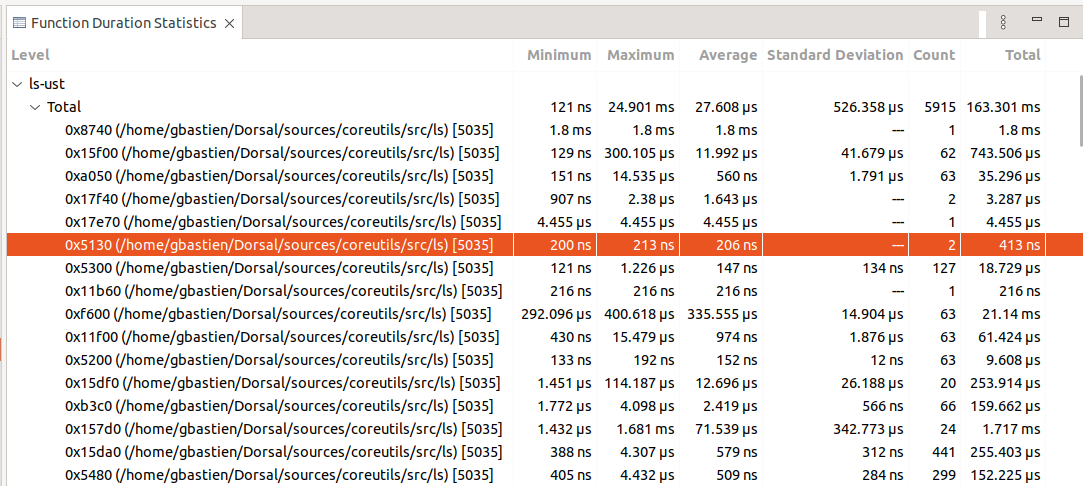 Function Duration Statistics
Level Minimum Maximum Average Standard Deviation Count Total
ls-ust
Total 121 ns 24.901 ms 27.608 µs 526.358 µs 5915 163.301 ms
0x8740 (/home/gbastien/Dorsal/sources/coreutils/src/ls) [5035] 1.8 ms 1.8 ms 1.8 ms --- 1 1.8 ms
0x15f00 (/home/gbastien/Dorsal/sources/coreutils/src/ls) [5035] 129 ns 300.105 µs 11.992 µs 41.679 µs 62 743.506 µs
0xa050 (/home/gbastien/Dorsal/sources/coreutils/src/ls) [5035] 151 ns 14.535 µs 560 ns 1.791 µs 63 35.296 µs
0x17f40 (/home/gbastien/Dorsal/sources/coreutils/src/ls) [5035] 907 ns 2.38 µs 1.643 µs --- 2 3.287 µs
0x17e70 (/home/gbastien/Dorsal/sources/coreutils/src/ls) [5035] 4.455 µs 4.455 µs 4.455 µs --- 1 4.455 µs
0x5130 (/home/gbastien/Dorsal/sources/coreutils/src/ls) [5035] 200 ns 213 ns 206 ns --- 2 413 ns
0x5300 (/home/gbastien/Dorsal/sources/coreutils/src/ls) [5035] 121 ns 1.226 µs 147 ns 134 ns 127 18.729 µs
0x11b60 (/home/gbastien/Dorsal/sources/coreutils/src/ls) [5035] 216 ns 216 ns 216 ns --- 1 216 ns
0xf600 (/home/gbastien/Dorsal/sources/coreutils/src/ls) [5035] 292.096 µs 400.618 µs 335.555 µs 14.904 µs 63 21.14 ms
0x11f00 (/home/gbastien/Dorsal/sources/coreutils/src/ls) [5035] 430 ns 15.479 µs 974 ns 1.876 µs 63 61.424 µs
0x5200 (/home/gbastien/Dorsal/sources/coreutils/src/ls) [5035] 133 ns 192 ns 152 ns 12 ns 63 9.608 µs
0x15df0 (/home/gbastien/Dorsal/sources/coreutils/src/ls) [5035] 1.451 µs 114.187 µs 12.696 µs 26.188 µs 20 253.914 µs
0xb3c0 (/home/gbastien/Dorsal/sources/coreutils/src/ls) [5035] 1.772 µs 4.098 µs 2.419 µs 566 ns 66 159.662 µs
0x157d0 (/home/gbastien/Dorsal/sources/coreutils/src/ls) [5035] 1.432 µs 1.681 ms 71.539 µs 342.773 µs 24 1.717 ms
0x15da0 (/home/gbastien/Dorsal/sources/coreutils/src/ls) [5035] 388 ns 4.307 µs 579 ns 312 ns 441 255.403 µs
0x5480 (/home/gbastien/Dorsal/sources/coreutils/src/ls) [5035] 405 ns 4.432 µs 509 ns 284 ns 299 152.225 µs